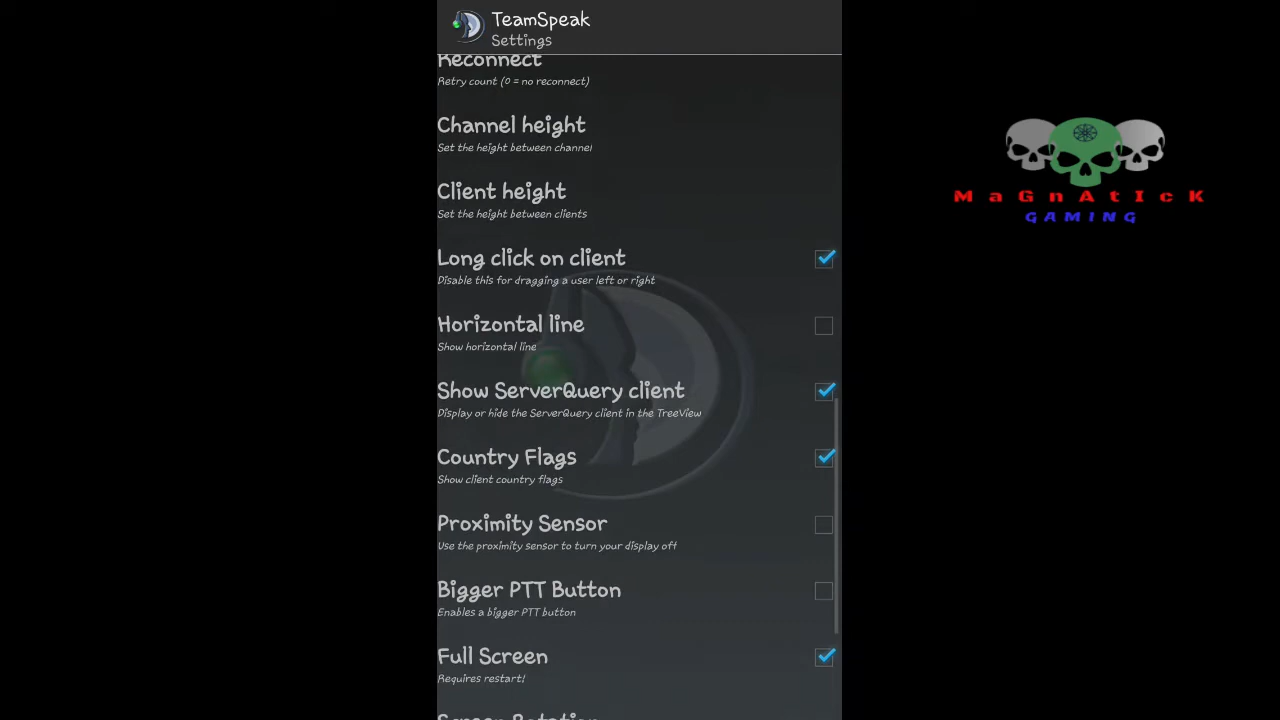 TeamSpeak
Settings
Reconnect
Retry count (0 = no reconnect)
Channel height
Set the height between channel
Client height
Set the height between clients
Long click on client
Disable this for dragging a user left or right
Horizontal line
Show horizontal line
Show ServerQuery client
Display or hide the ServerQuery client in the TreeView
Country Flags
Show client country flags
Proximity Sensor
Use the proximity sensor to turn your display off
Bigger PTT Button
Enables a bigger PTT button
Full Screen
Requires restart!
Screen Rotation
MaGnAtIcK
GAMING